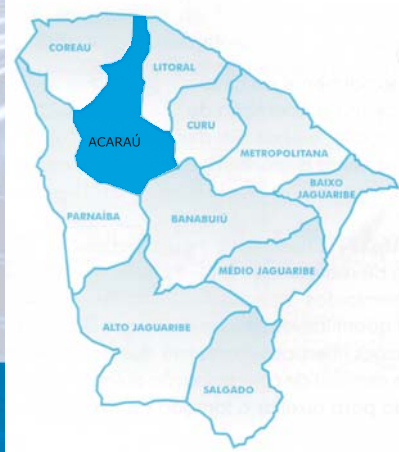 COREAU
LITORAL
ACARAÚ
CURU
METROPOLITANA
BAIXO
JAGUARIBE
PARNAÍBA
BANABUIÚ
MÉDIO JAGUARIBE
ALTO JAGUARIBE
SALGADO